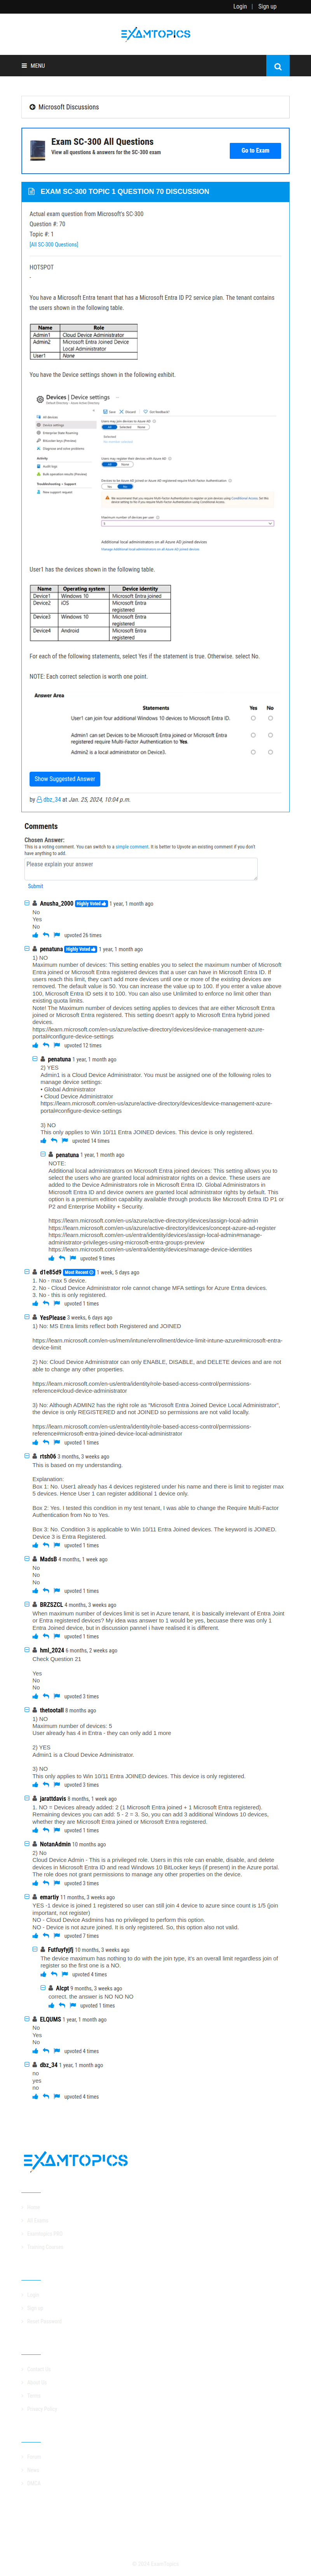 Login | Sign up
EXAMTOPICS
MENU
Microsoft Discussions
Exam SC-300 All Questions
View all questions & answers for the SC-300 exam
Go to Exam
EXAM SC-300 TOPIC 1 QUESTION 70 DISCUSSION
Actual exam question from Microsoft's SC-300
Question #: 70
Topic #: 1
[All SC-300 Questions]
HOTSPOT
-
You have a Microsoft Entra tenant that has a Microsoft Entra ID P2 service plan. The tenant contains
the users shown in the following table.
Name Role
Admin1 Cloud Device Administrator
Admin2 Microsoft Entra Joined Device
Local Administrator
User1 None
You have the Device settings shown in the following exhibit.
Devices | Device settings
User1 has the devices shown in the following table.
Name Operating system Device identity
Device1 Windows 10 Microsoft Entra joined
Device2 iOS Microsoft Entra
registered
Device3 Windows 10 Microsoft Entra
registered
Device4 Android Microsoft Entra
registered
For each of the following statements, select Yes if the statement is true. Otherwise. select No.
NOTE: Each correct selection is worth one point.
Answer Area
Statements Yes No
User1 can join four additional Windows 10 devices to Microsoft Entra ID.
Admin1 can set Devices to be Microsoft Entra joined or Microsoft Entra
registered require Multi-Factor Authentication to Yes.
Admin2 is a local administrator on Device3.
Show Suggested Answer
by dbz_34 at Jan. 25, 2024, 10:04 p.m.
Comments
Chosen Answer:
This is a voting comment. You can switch to a simple comment. It is better to Upvote an existing comment if you don't
have anything to add.
Please explain your answer
Submit
Anusha_2000 Highly Voted 1 year, 1 month ago
No
Yes
No
upvoted 26 times
penatuna Highly Voted 1 year, 1 month ago
1) NO
Maximum number of devices: This setting enables you to select the maximum number of Microsoft
Entra joined or Microsoft Entra registered devices that a user can have in Microsoft Entra ID. If users
reach this limit, they can't add more devices until one or more of the existing devices are
removed. The default value is 50. You can increase the value up to 100. If you enter a value above
100, Microsoft Entra ID sets it to 100. You can also use Unlimited to enforce no limit other than
existing quota limits.
Note! The Maximum number of devices setting applies to devices that are either Microsoft Entra
joined or Microsoft Entra registered. This setting doesn't apply to Microsoft Entra hybrid joined
devices.
https://learn.microsoft.com/en-us/azure/active-directory/devices/device-management-azure-
portal#configure-device-settings
upvoted 12 times
penatuna 1 year, 1 month ago
2) YES
Admin1 is a Cloud Device Administrator. You must be assigned one of the following roles to
manage device settings:
• Global Administrator
• Cloud Device Administrator
https://learn.microsoft.com/en-us/azure/active-directory/devices/device-management-azure-
portal#configure-device-settings
3) NO
This only applies to Win 10/11 Entra JOINED devices. This device is only registered.
upvoted 14 times
penatuna 1 year, 1 month ago
NOTE:
Additional local administrators on Microsoft Entra joined devices: This setting allows you to
select the users who are granted local administrator rights on a device. These users are
added to the Device Administrators role in Microsoft Entra ID. Global Administrators in
Microsoft Entra ID and device owners are granted local administrator rights by default. This
option is a premium edition capability available through products like Microsoft Entra ID P1 or
P2 and Enterprise Mobility + Security.
https://learn.microsoft.com/en-us/azure/active-directory/devices/assign-local-admin
https://learn.microsoft.com/en-us/azure/active-directory/devices/concept-azure-ad-register
https://learn.microsoft.com/en-us/entra/identity/devices/assign-local-admin#manage-
administrator-privileges-using-microsoft-entra-groups-preview
https://learn.microsoft.com/en-us/entra/identity/devices/manage-device-identities
upvoted 9 times
d1e85d9 Most Recent 1 week, 5 days ago
1. No - max 5 device.
2. No - Cloud Device Administrator role cannot change MFA settings for Azure Entra devices.
3. No - this is only registered.
upvoted 1 times
YesPlease 3 weeks, 6 days ago
1) No: MS Entra limits reflect both Registered and JOINED
https://learn.microsoft.com/en-us/mem/intune/enrollment/device-limit-intune-azure#microsoft-entra-
device-limit
2) No: Cloud Device Administrator can only ENABLE, DISABLE, and DELETE devices and are not
able to change any other properties.
https://learn.microsoft.com/en-us/entra/identity/role-based-access-control/permissions-
reference#cloud-device-administrator
3) No: Although ADMIN2 has the right role as "Microsoft Entra Joined Device Local Administrator",
the device is only REGISTERED and not JOINED so permissions are not valid locally.
https://learn.microsoft.com/en-us/entra/identity/role-based-access-control/permissions-
reference#microsoft-entra-joined-device-local-administrator
upvoted 1 times
rtsh06 3 months, 3 weeks ago
This is based on my understanding.
Explanation:
Box 1: No. User1 already has 4 devices registered under his name and there is limit to register max
5 devices. Hence User 1 can register additional 1 device only.
Box 2: Yes. I tested this condition in my test tenant, I was able to change the Require Multi-Factor
Authentication from No to Yes.
Box 3: No. Condition 3 is applicable to Win 10/11 Entra Joined devices. The keyword is JOINED.
Device 3 is Entra Registered.
upvoted 1 times
MadsB 4 months, 1 week ago
No
No
No
upvoted 1 times
BRZSZCL 4 months, 3 weeks ago
When maximum number of devices limit is set in Azure tenant, it is basically irrelevant of Entra Joint
or Entra registered devices? My idea was answer to 1 would be yes, because there was only 1
Entra Joined device, but in discussion pannel i have realised it is different.
upvoted 1 times
hml_2024 6 months, 2 weeks ago
Check Question 21
Yes
No
No
upvoted 3 times
thetootall 8 months ago
1) NO
Maximum number of devices: 5
User already has 4 in Entra - they can only add 1 more
2) YES
Admin1 is a Cloud Device Administrator.
3) NO
This only applies to Win 10/11 Entra JOINED devices. This device is only registered.
upvoted 3 times
jarattdavis 8 months, 1 week ago
1. NO = Devices already added: 2 (1 Microsoft Entra joined + 1 Microsoft Entra registered).
Remaining devices you can add: 5 - 2 = 3. So, you can add 3 additional Windows 10 devices,
whether they are Microsoft Entra joined or Microsoft Entra registered.
upvoted 1 times
NotanAdmin 10 months ago
2) No
Cloud Device Admin - This is a privileged role. Users in this role can enable, disable, and delete
devices in Microsoft Entra ID and read Windows 10 BitLocker keys (if present) in the Azure portal.
The role does not grant permissions to manage any other properties on the device.
upvoted 3 times
emartiy 11 months, 3 weeks ago
YES -1 device is joined 1 registered so user can still join 4 device to azure since count is 1/5 (join
important, not register)
NO - Cloud Device Asdmins has no privileged to perform this option.
NO - Device is not azure joined. It is only registered. So, this option also not valid.
upvoted 7 times
Futfuyfyjfj 10 months, 3 weeks ago
The device maximum has nothing to do with the join type, it's an overall limit regardless join of
register so the first one is a NO.
upvoted 4 times
Alcpt 9 months, 3 weeks ago
correct. the answer is NO NO NO
upvoted 1 times
ELQUMS 1 year, 1 month ago
No
Yes
No
upvoted 4 times
dbz_34 1 year, 1 month ago
no
yes
no
upvoted 4 times
EXAMTOPICS